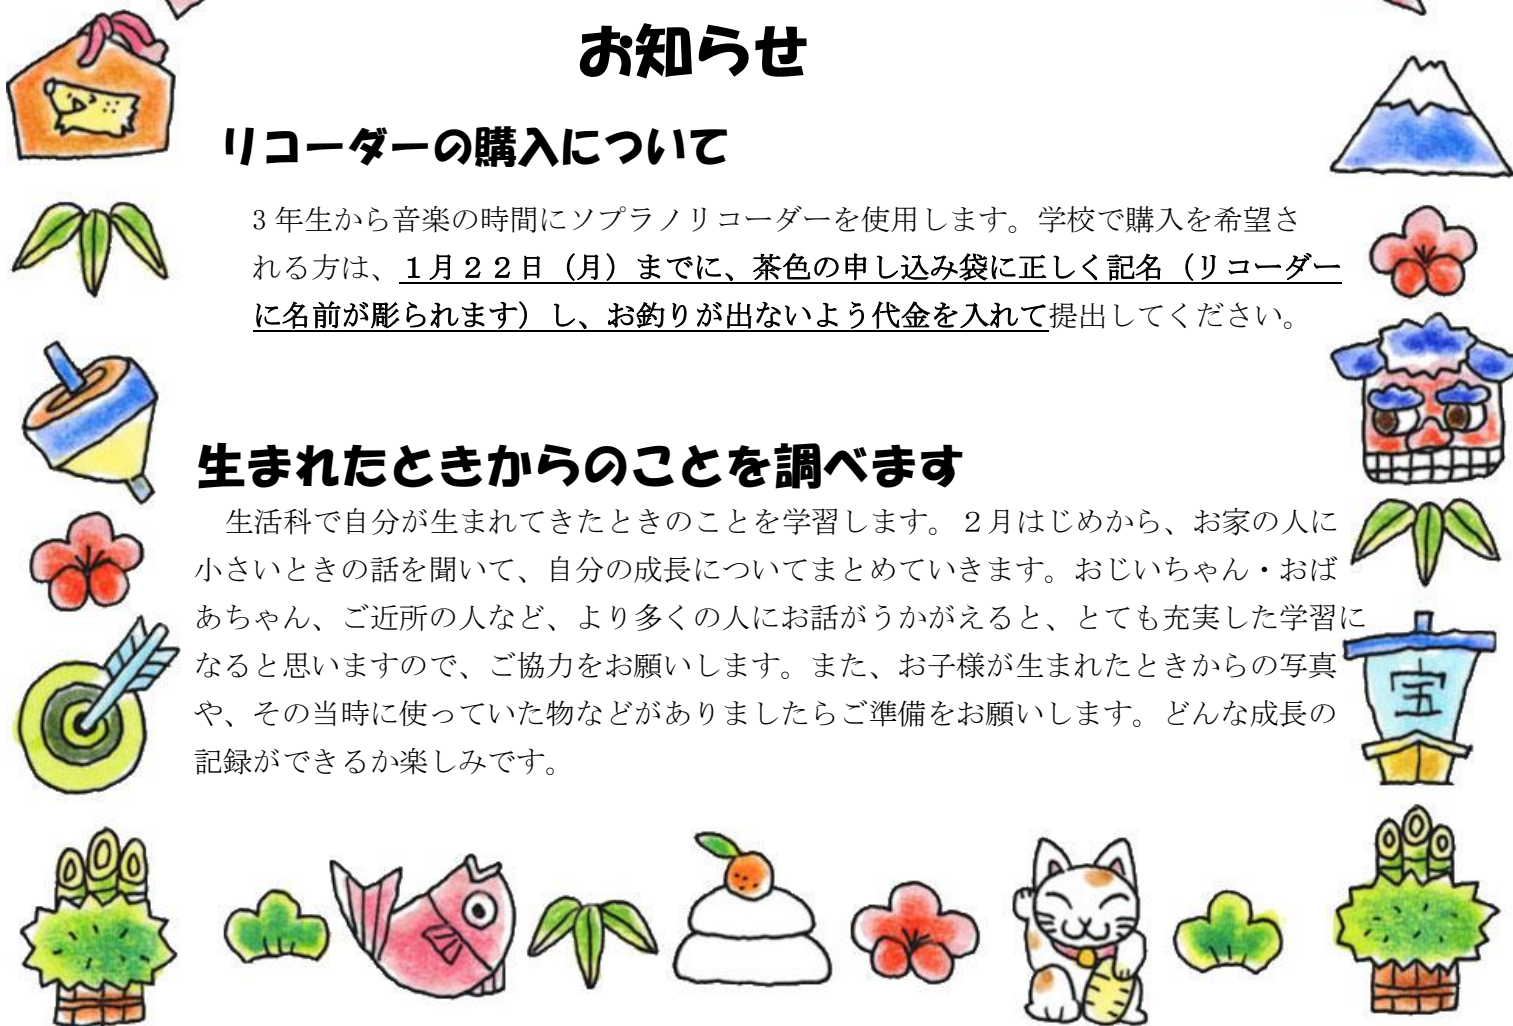 お知らせ
リコーダーの購入について
3年生から音楽の時間にソプラノリコーダーを使用します。学校で購入を希望さ
れる方は、１月２２日（月）までに、茶色の申し込み袋に正しく記名（リコーダー
に名前が彫られます）し、お釣りが出ないよう代金を入れて提出してください。
生まれたときからのことを調べます
生活科で自分が生まれてきたときのことを学習します。２月はじめから、お家の人に
小さいときの話を聞いて、自分の成長についてまとめていきます。おじいちゃん・おば
あちゃん、ご近所の人など、より多くの人にお話がうかがえると、とても充実した学習に
なると思いますので、ご協力をお願いします。また、お子様が生まれたときからの写真
や、その当時に使っていた物などがありましたらご準備をお願いします。どんな成長の
記録ができるか楽しみです。
宝